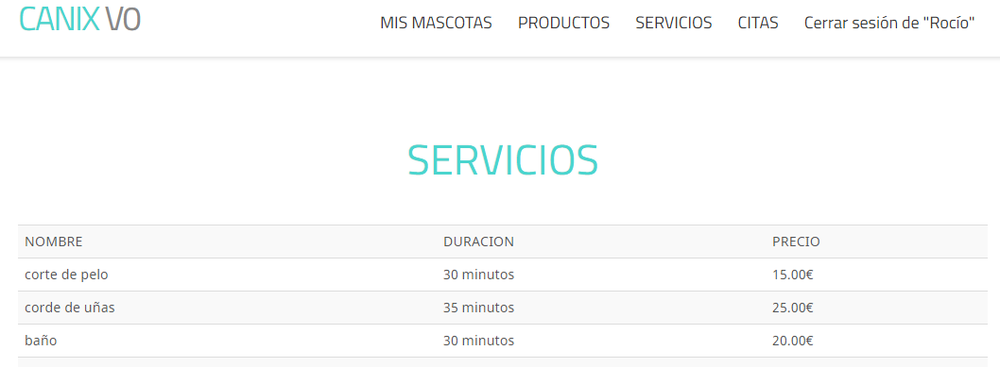 CANIX VO MIS MASCOTAS PRODUCTOS SERVICIOS CITAS Cerrar sesión de "Rocío"
SERVICIOS
NOMBRE DURACION PRECIO
corte de pelo 30 minutos 15.00€
corde de uñas 35 minutos 25.00€
baño 30 minutos 20.00€